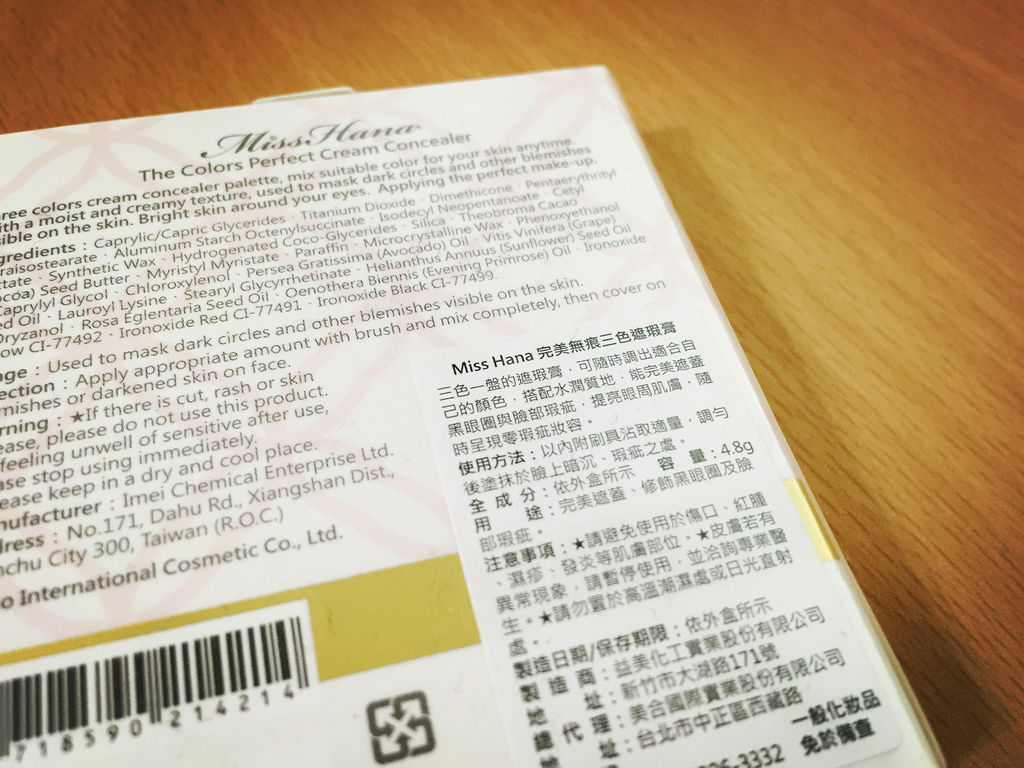 Miss Hana
The Colors Perfect Cream Concealer
ree colors cream concealer palette, mix suitable color for your skin anytime.
th a moist and creamy texture, used to mask dark circles and other blemishes
ible on the skin. Bright skin around your eyes. Applying the perfect make-up.
gredients : Caprylic/Capric Glycerides · Titanium Dioxide · Dimethicone · Pentaerythrityl
raisostearate · Aluminum Starch Octenylsuccinate · Isodecyl Neopentanoate · Cetyl
tate · Synthetic Wax · Hydrogenated Coco-Glycerides · Silica · Theobroma Cacao
ocoa) Seed Butter · Myristyl Myristate · Paraffin · Microcrystalline Wax · Phenoxyethanol
Caprylyl Glycol · Chloroxylenol · Persea Gratissima (Avocado) Oil · Vitis Vinifera (Grape)
ed Oil · Lauroyl Lysine · Stearyl Glycyrrhetinate · Helianthus Annuus (Sunflower) Seed Oil
Oryzanol · Rosa Eglentaria Seed Oil · Oenothera Biennis (Evening Primrose) Oil · Ironoxide
ow CI-77492 · Ironoxide Red CI-77491 · Ironoxide Black CI-77499.
age : Used to mask dark circles and other blemishes visible on the skin.
ection : Apply appropriate amount with brush and mix completely, then cover on
mishes or darkened skin on face.
rning : ★If there is cut, rash or skin
ease, please do not use this product.
feeling unwell of sensitive after use,
ase stop using immediately.
ease keep in a dry and cool place.
nufacturer : Imei Chemical Enterprise Ltd.
dress : No.171, Dahu Rd., Xiangshan Dist.,
nchu City 300, Taiwan (R.O.C.)
o International Cosmetic Co., Ltd.
718590 214214
Miss Hana 完美無痕三色遮瑕膏
三色一盤的遮瑕膏，可隨時調出適合自
己的顏色，搭配水潤質地，能完美遮蓋
黑眼圈與臉部瑕疵，提亮眼周肌膚，隨
時呈現零瑕疵妝容。
使用方法：以內附刷具沾取適量，調勻
後塗抹於臉上暗沉、瑕疵之處。
全成分：依外盒所示 容量：4.8g
用途：完美遮蓋、修飾黑眼圈及臉
部瑕疵。
注意事項：★請避免使用於傷口、紅腫
、濕疹、發炎等肌膚部位。★皮膚若有
異常現象，請暫停使用，並洽詢專業醫
生。★請勿置於高溫潮濕處或日光直射
處。
製造日期/保存期限：依外盒所示
製造商：益美化工實業股份有限公司
地址：新竹市大湖路171號
總代理：美合國際實業股份有限公司
址：台北市中正區西藏路
3332
一般化妝品
免於備查